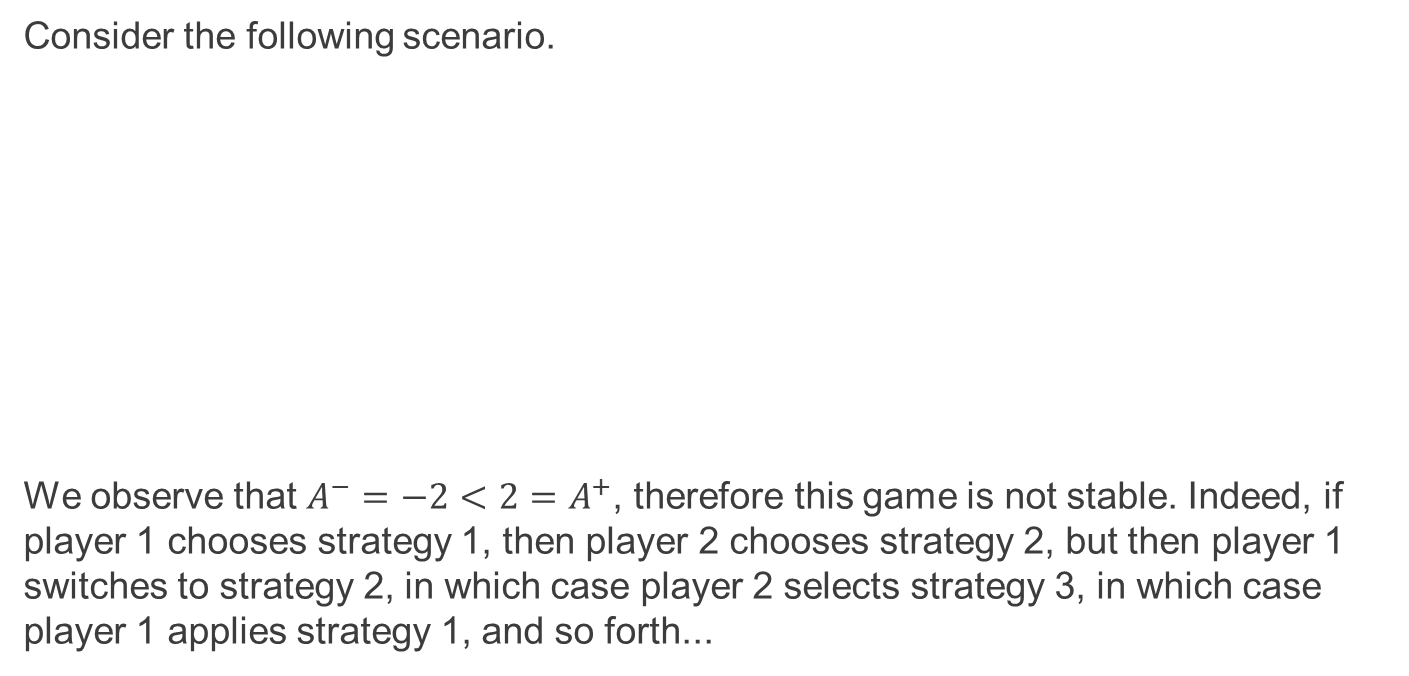 Consider the following scenario.
We observe that A⁻ = −2 < 2 = A⁺, therefore this game is not stable. Indeed, if
player 1 chooses strategy 1, then player 2 chooses strategy 2, but then player 1
switches to strategy 2, in which case player 2 selects strategy 3, in which case
player 1 applies strategy 1, and so forth...